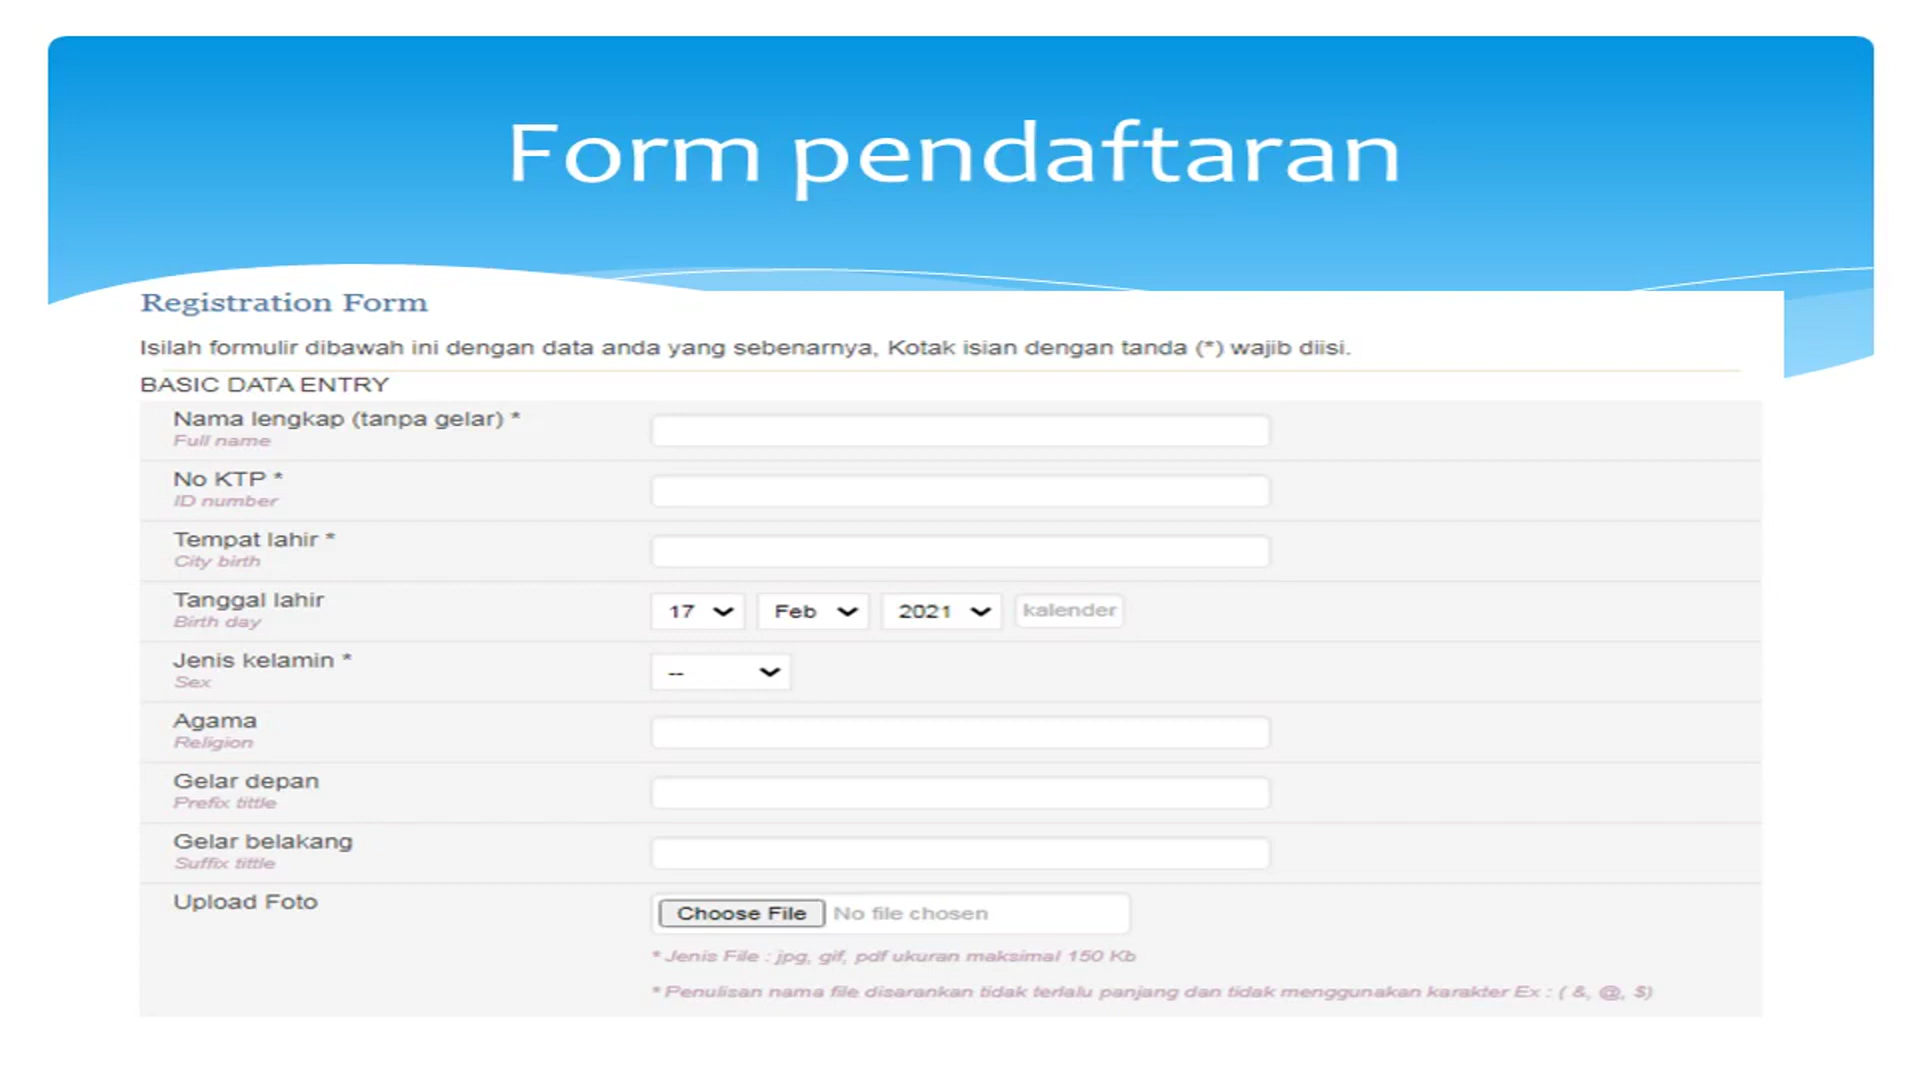 Form pendaftaran
Registration Form
Isilah formulir dibawah ini dengan data anda yang sebenarnya, Kotak isian dengan tanda (*) wajib diisi.
BASIC DATA ENTRY
Nama lengkap (tanpa gelar) *
Full name
No KTP *
ID number
Tempat lahir *
City birth
Tanggal lahir
17 Feb 2021 kalender
Birth day
Jenis kelamin *
--
Sex
Agama
Religion
Gelar depan
Prefix tittle
Gelar belakang
Suffix tittle
Upload Foto
Choose File No file chosen
* Jenis File : jpg, gif, pdf ukuran maksimal 150 Kb
* Penulisan nama file disarankan tidak terlalu panjang dan tidak menggunakan karakter Ex : ( &, @, $)